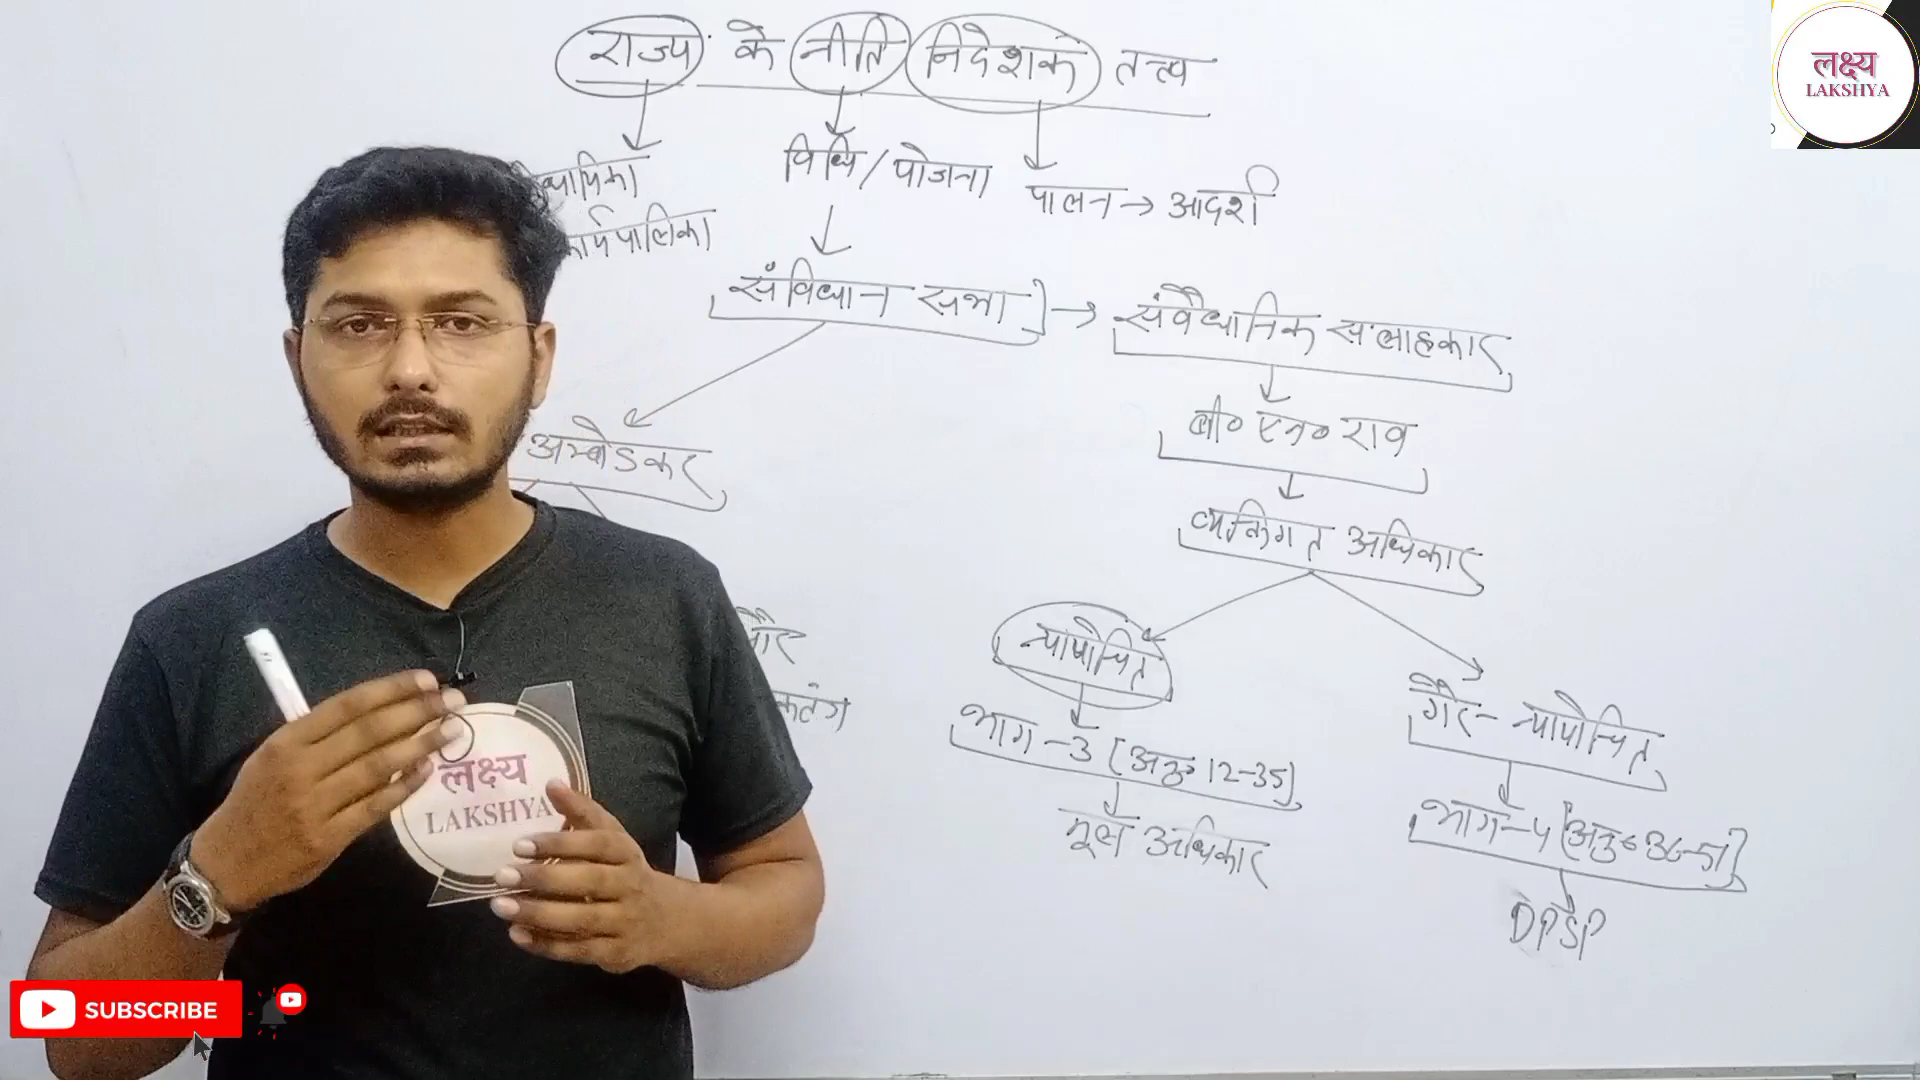 राज्य के नीति निदेशक तत्व
लक्ष्य
LAKSHYA
विधि / योजना
पालन → आदर्श
कार्यपालिका
संविधान सभा → संवैधानिक सलाहकार
बी० एन० राव
अम्बेडकर
व्यक्तिगत अधिकार
न्यायोचित
गैर - न्यायोचित
भाग - 3 (अनु० 12-35)
मूल अधिकार
भाग - 4 (अनु० 36-51)
DPSP
लक्ष्य
LAKSHYA
SUBSCRIBE